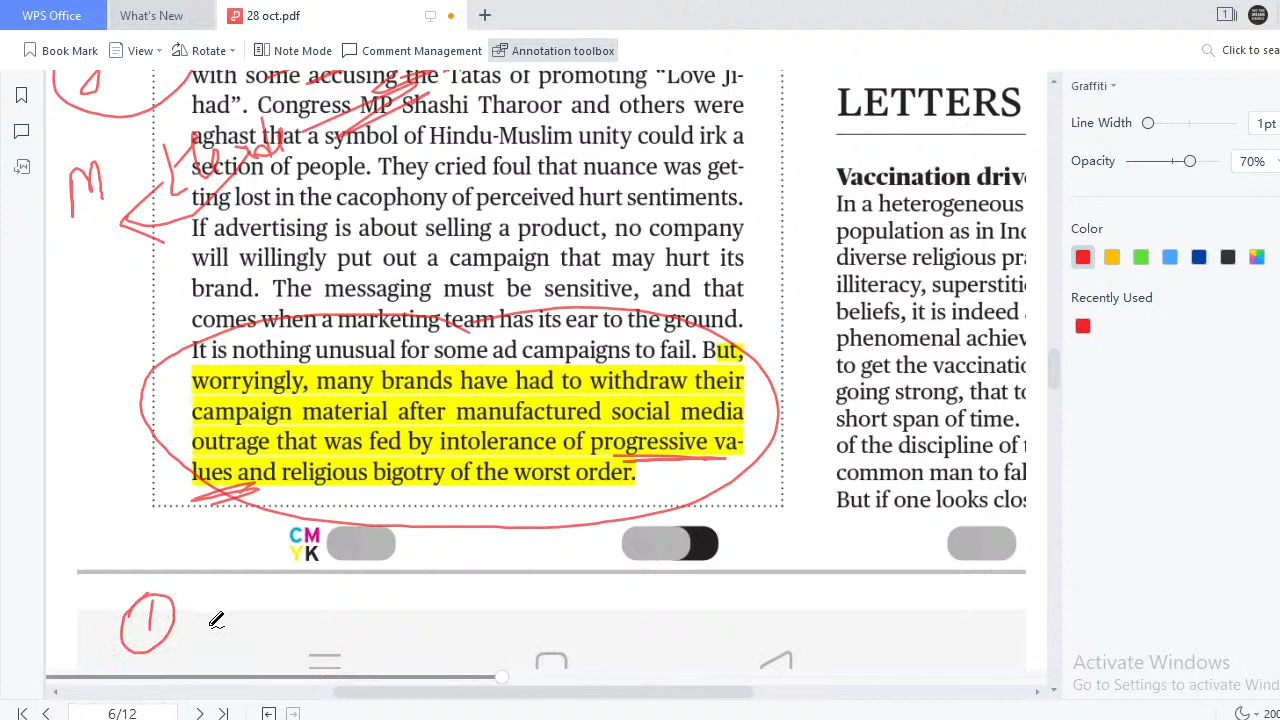 WPS Office
What's New
28 oct.pdf
1
Book Mark
View
Rotate
Note Mode
Comment Management
Annotation toolbox
Click to sea
with some accusing the Tatas of promoting “Love Ji-
had”. Congress MP Shashi Tharoor and others were
aghast that a symbol of Hindu-Muslim unity could irk a
section of people. They cried foul that nuance was get-
ting lost in the cacophony of perceived hurt sentiments.
If advertising is about selling a product, no company
will willingly put out a campaign that may hurt its
brand. The messaging must be sensitive, and that
comes when a marketing team has its ear to the ground.
It is nothing unusual for some ad campaigns to fail. But,
worryingly, many brands have had to withdraw their
campaign material after manufactured social media
outrage that was fed by intolerance of progressive va-
lues and religious bigotry of the worst order.
M
CM
YK
1
LETTERS
Vaccination driv
In a heterogeneous
population as in Ind
diverse religious pra
illiteracy, superstiti
beliefs, it is indeed
phenomenal achiev
to get the vaccinatio
going strong, that to
short span of time.
of the discipline of t
common man to fal
But if one looks clos
Graffiti
Line Width
1pt
Opacity
70%
Color
Recently Used
Activate Windows
Go to Settings to activate Wind
6/12
200